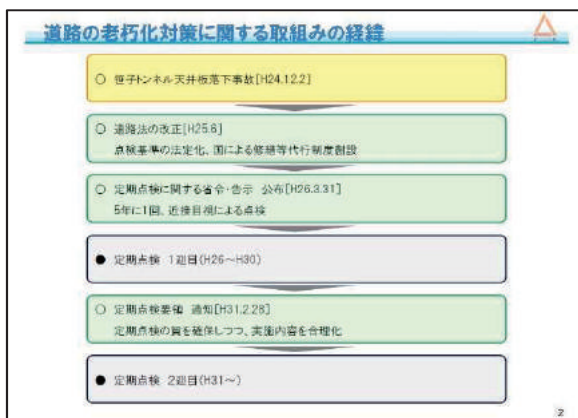 道路の老朽化対策に関する取組みの経緯
○ 笹子トンネル天井板落下事故[H24.12.2]
○ 道路法の改正[H25.6]
点検基準の法定化、国による修繕等代行制度創設
○ 定期点検に関する省令・告示 公布[H26.3.31]
5年に1回、近接目視による点検
● 定期点検 1巡目(H26～H30)
○ 定期点検要領 通知[H31.2.28]
定期点検の質を確保しつつ、実施内容を合理化
● 定期点検 2巡目(H31～)
2